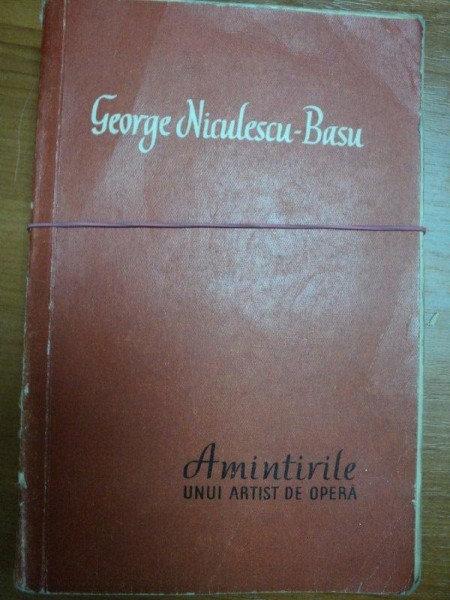 George Niculescu-Basu
Amintirile
UNUI ARTIST DE OPERĂ